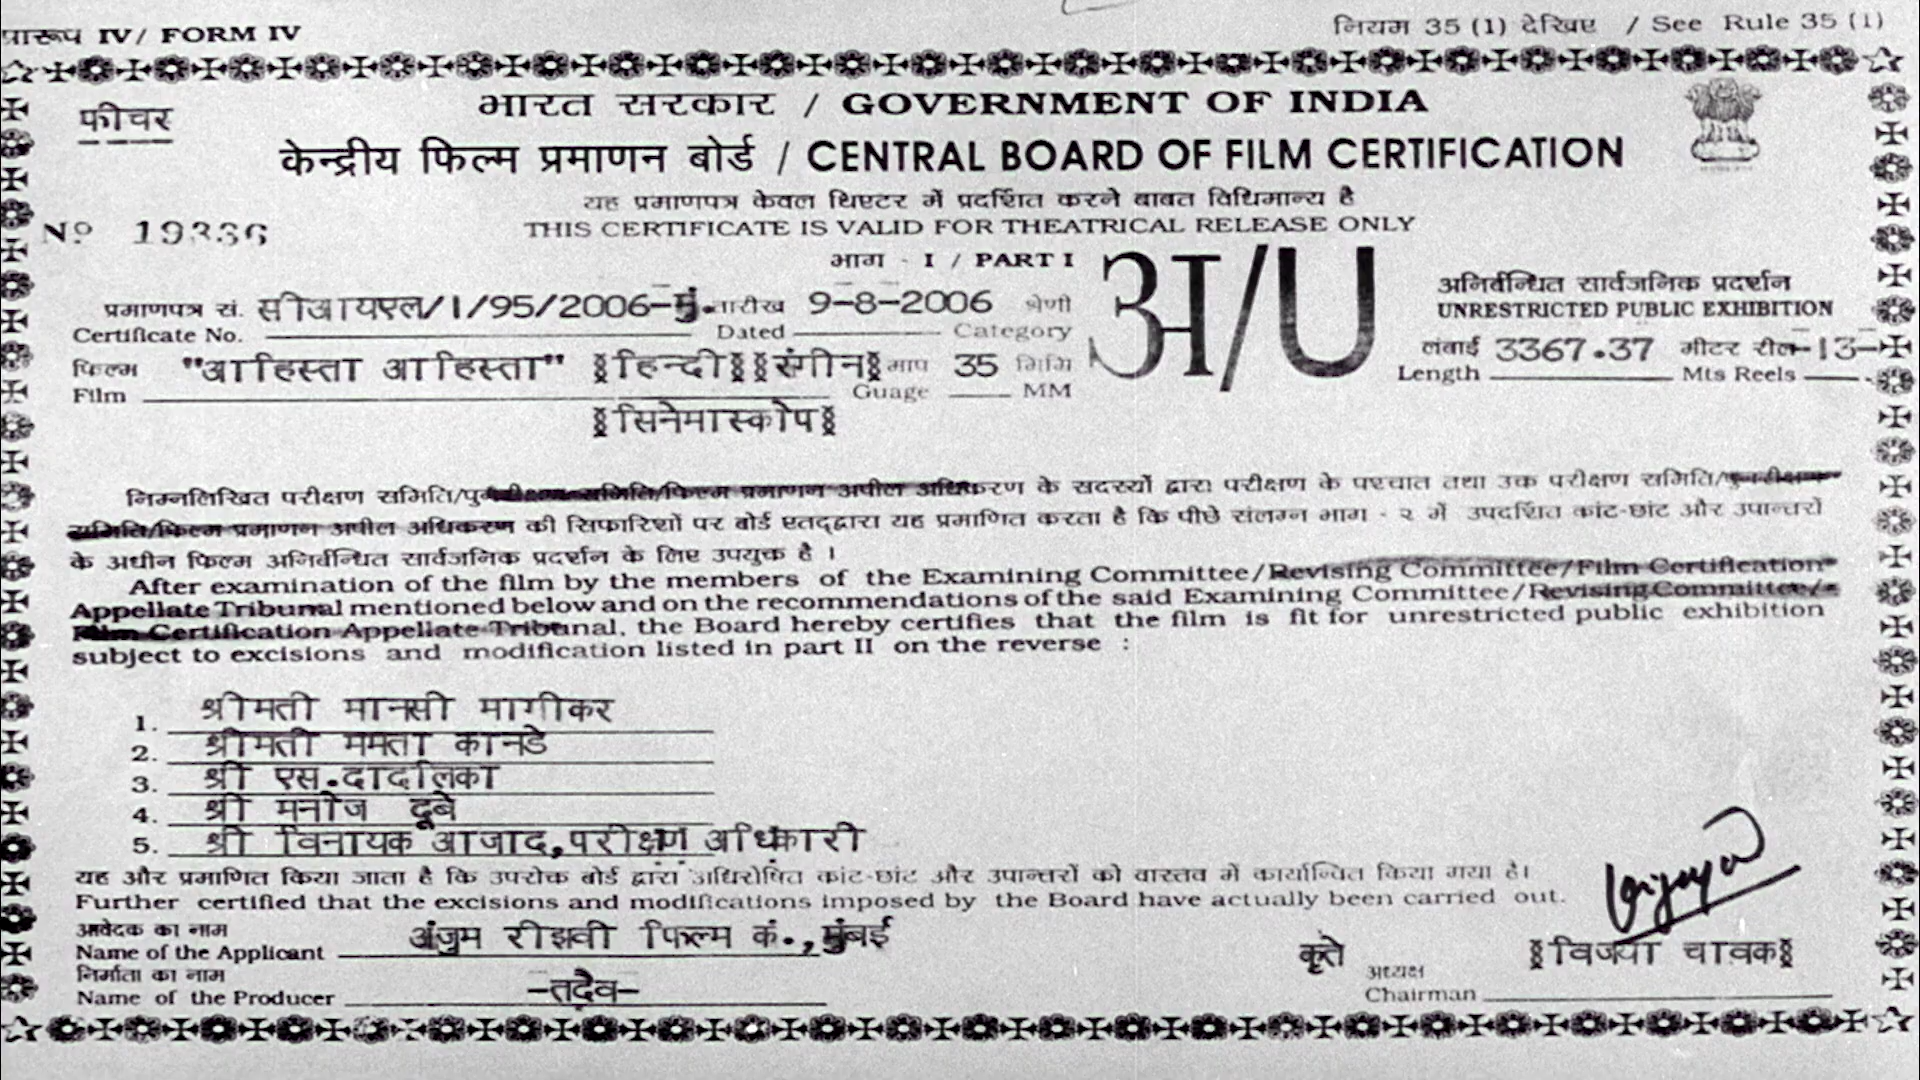 प्रारूप IV/ FORM IV
नियम 35 (1) देखिए / See Rule 35 (1)
फीचर
भारत सरकार / GOVERNMENT OF INDIA
केन्द्रीय फिल्म प्रमाणन बोर्ड / CENTRAL BOARD OF FILM CERTIFICATION
यह प्रमाणपत्र केवल थिएटर में प्रदर्शित करने बाबत विधिमान्य है
Nº 19336
THIS CERTIFICATE IS VALID FOR THEATRICAL RELEASE ONLY
भाग - I / PART I
अ/U
अनिर्बन्धित सार्वजनिक प्रदर्शन
UNRESTRICTED PUBLIC EXHIBITION
प्रमाणपत्र सं. सीआयएल/1/95/2006-मुं. तारीख 9-8-2006 श्रेणी
Certificate No. Dated Category
लंबाई 3367.37 मीटर रील -13-
Length Mts Reels
फिल्म "आहिस्ता आहिस्ता" (हिन्दी)(रंगीन) माप 35 मिमि
Film Guage MM
(सिनेमास्कोप)
निम्नलिखित परीक्षण समिति/पुनरीक्षण समिति/फिल्म प्रमाणन अपील अधिकरण के सदस्यों द्वारा परीक्षण के पश्चात तथा उक्त परीक्षण समिति/पुनरीक्षण
समिति/फिल्म प्रमाणन अपील अधिकरण की सिफारिशों पर बोर्ड एतद्द्वारा यह प्रमाणित करता है कि पीछे संलग्न भाग - २ में उपदर्शित कांट-छांट और उपान्तरों
के अधीन फिल्म अनिर्बन्धित सार्वजनिक प्रदर्शन के लिए उपयुक्त है ।
After examination of the film by the members of the Examining Committee/Revising Committee/Film Certification
Appellate Tribunal mentioned below and on the recommendations of the said Examining Committee/Revising Committee/
Film Certification Appellate Tribunal, the Board hereby certifies that the film is fit for unrestricted public exhibition
subject to excisions and modification listed in part II on the reverse :
1. श्रीमती मानसी मागीकर
2. श्रीमती ममता कानडे
3. श्री एस.दादलिका
4. श्री मनोज दूबे
5. श्री विनायक आजाद,परीक्षण अधिकारी
यह और प्रमाणित किया जाता है कि उपरोक्त बोर्ड द्वारा अधिरोपित कांट-छांट और उपान्तरों को वास्तव में कार्यान्वित किया गया है।
Further certified that the excisions and modifications imposed by the Board have actually been carried out.
आवेदक का नाम अंजुम रीझवी फिल्म कं.,मुंबई
Name of the Applicant
कृते (विजया चावक)
निर्माता का नाम -तदैव-
अध्यक्ष
Name of the Producer
Chairman